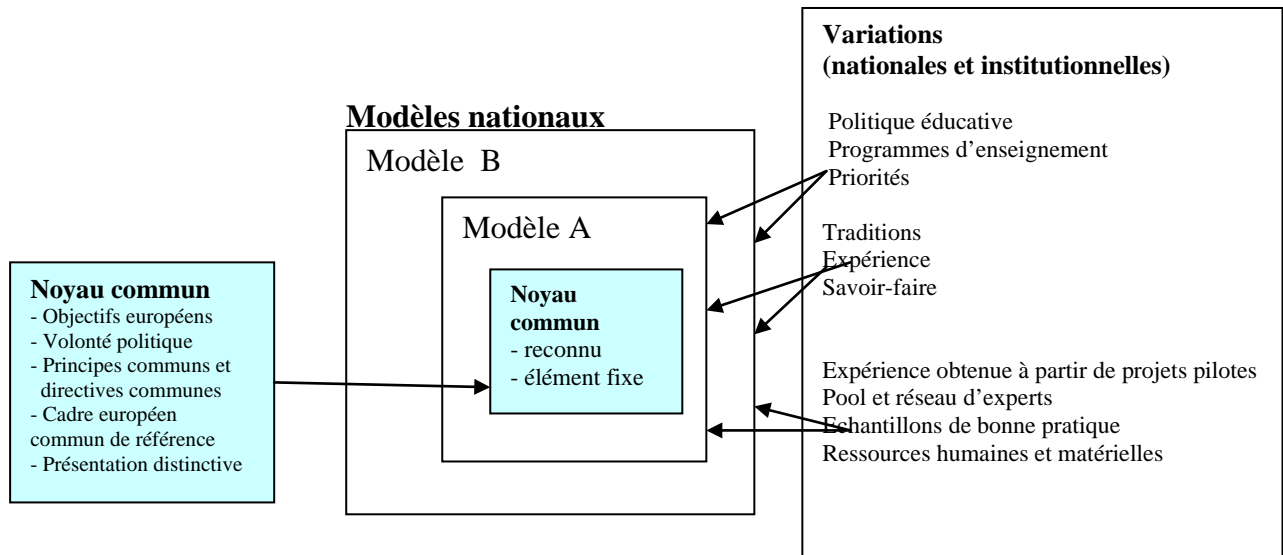 Noyau commun
- Objectifs européens
- Volonté politique
- Principes communs et
directives communes
- Cadre européen
commun de référence
- Présentation distinctive
Modèles nationaux
Modèle B
Modèle A
Noyau
commun
- reconnu
- élément fixe
Variations
(nationales et institutionnelles)
Politique éducative
Programmes d’enseignement
Priorités
Traditions
Expérience
Savoir-faire
Expérience obtenue à partir de projets pilotes
Pool et réseau d’experts
Echantillons de bonne pratique
Ressources humaines et matérielles